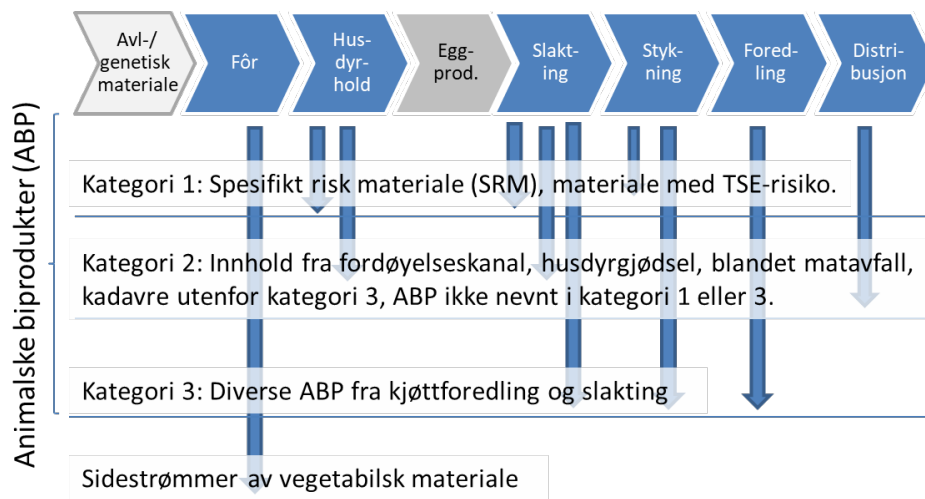 Avl-/
genetisk
materiale
Fôr
Hus-
dyr-
hold
Egg-
prod.
Slakt-
ing
Styk-
ning
Fored-
ling
Distri-
busjon
Animalske biprodukter (ABP)
Kategori 1: Spesifikt risk materiale (SRM), materiale med TSE-risiko.
Kategori 2: Innhold fra fordøyelseskanal, husdyrgjødsel, blandet matavfall,
kadavre utenfor kategori 3, ABP ikke nevnt i kategori 1 eller 3.
Kategori 3: Diverse ABP fra kjøttforedling og slakting
Sidestrømmer av vegetabilsk materiale